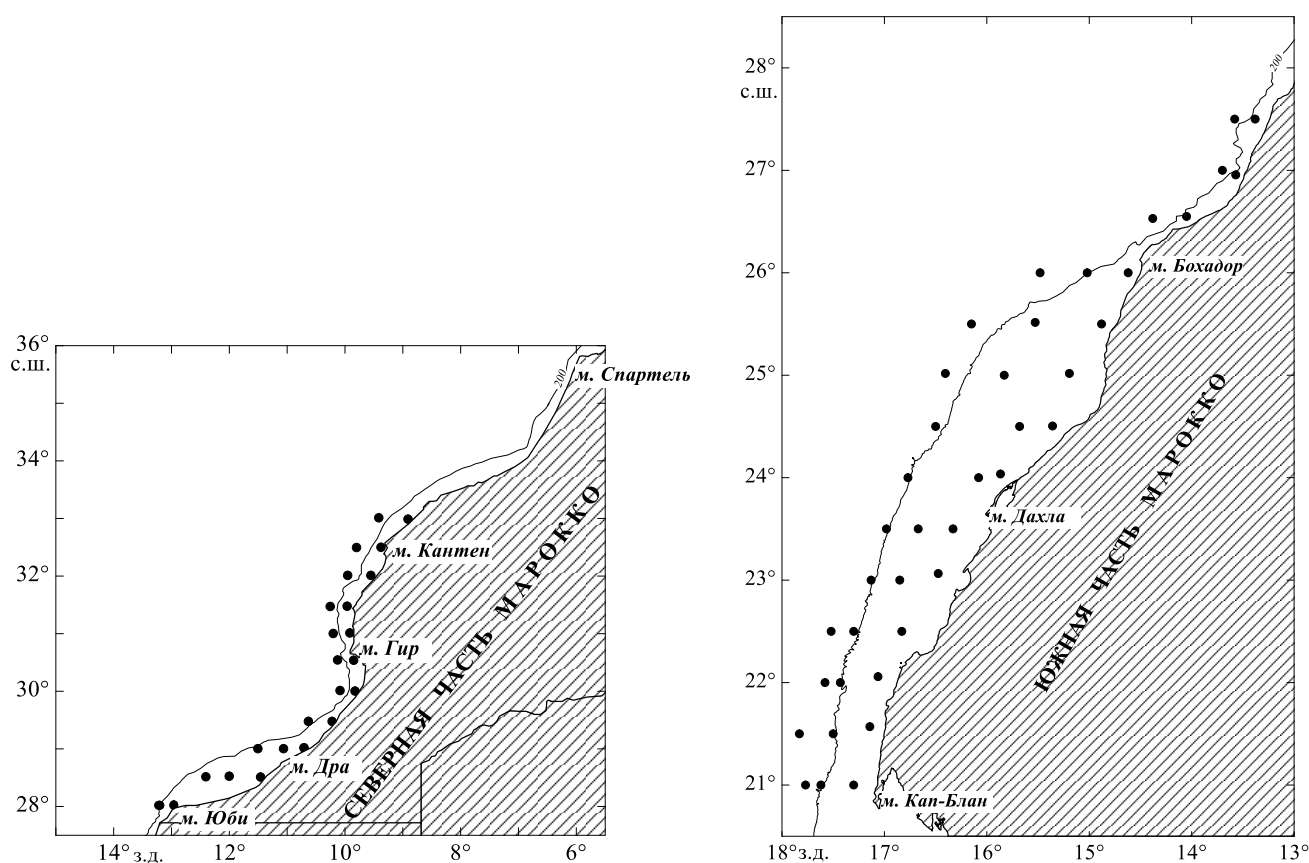 36°
с.ш.
34°
32°
30°
28°
14° з.д.
12°
10°
8°
6°
200
м. Спартель
м. Кантен
м. Гир
м. Дра
м. Юби
СЕВЕРНАЯ ЧАСТЬ МАРОККО
28°
с.ш.
27°
26°
25°
24°
23°
22°
21°
18° з.д.
17°
16°
15°
14°
13°
200
м. Бохадор
м. Дахла
м. Кап-Блан
ЮЖНАЯ ЧАСТЬ МАРОККО